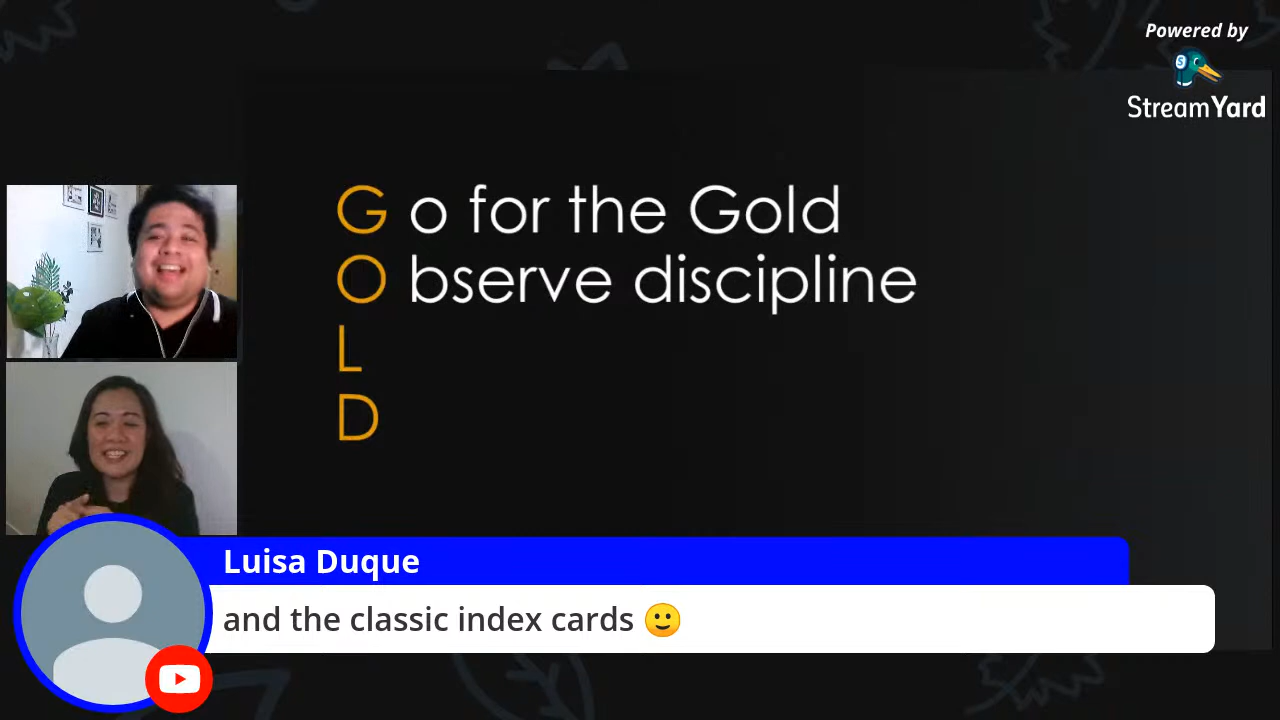 Powered by
StreamYard
G o for the Gold
O bserve discipline
L
D
Luisa Duque
and the classic index cards 🙂